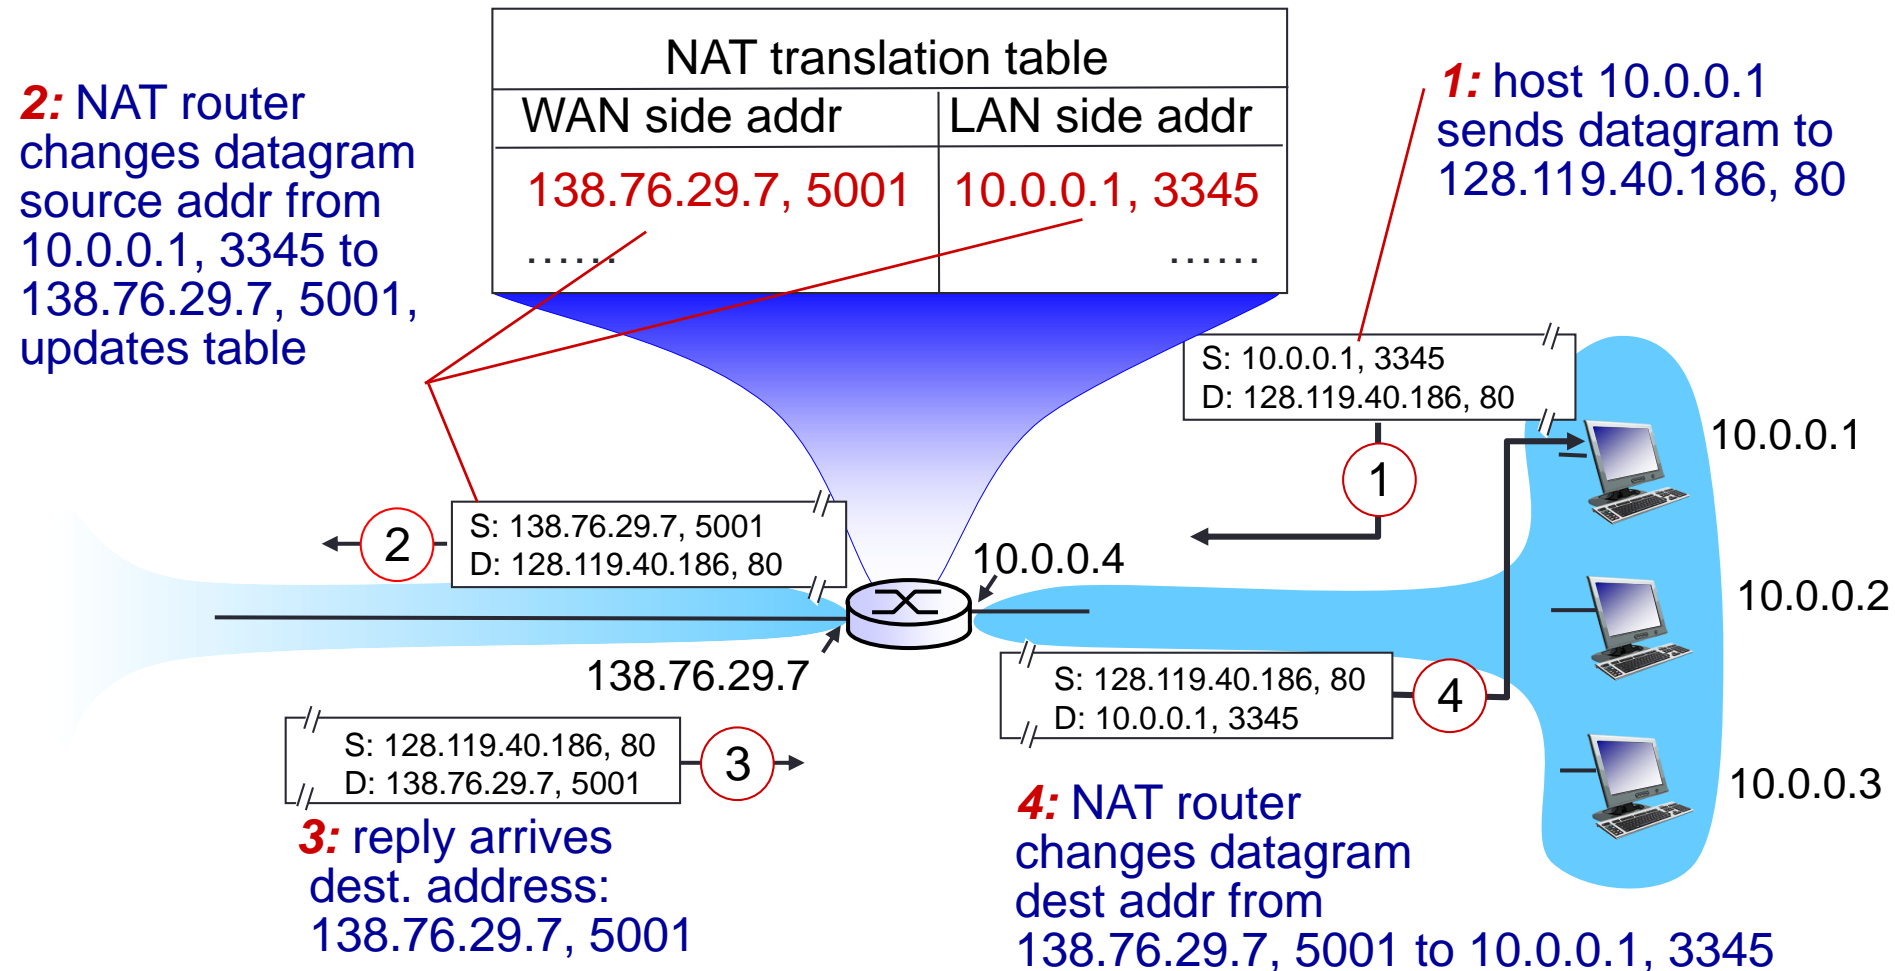 NAT translation table
WAN side addr
LAN side addr
138.76.29.7, 5001
10.0.0.1, 3345
......
......
2: NAT router
changes datagram
source addr from
10.0.0.1, 3345 to
138.76.29.7, 5001,
updates table
1: host 10.0.0.1
sends datagram to
128.119.40.186, 80
S: 10.0.0.1, 3345
D: 128.119.40.186, 80
1
10.0.0.1
S: 138.76.29.7, 5001
D: 128.119.40.186, 80
2
10.0.0.4
10.0.0.2
138.76.29.7
S: 128.119.40.186, 80
D: 10.0.0.1, 3345
4
S: 128.119.40.186, 80
D: 138.76.29.7, 5001
3
10.0.0.3
3: reply arrives
dest. address:
138.76.29.7, 5001
4: NAT router
changes datagram
dest addr from
138.76.29.7, 5001 to 10.0.0.1, 3345